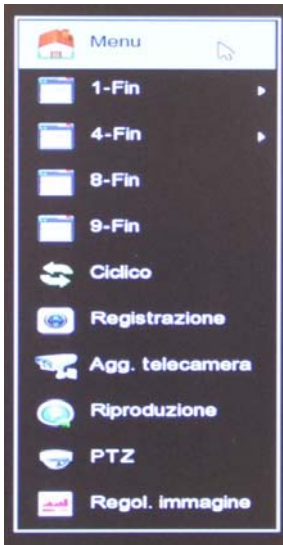 Menu
1-Fin
4-Fin
8-Fin
9-Fin
Ciclico
Registrazione
Agg. telecamera
Riproduzione
PTZ
Regol. immagine